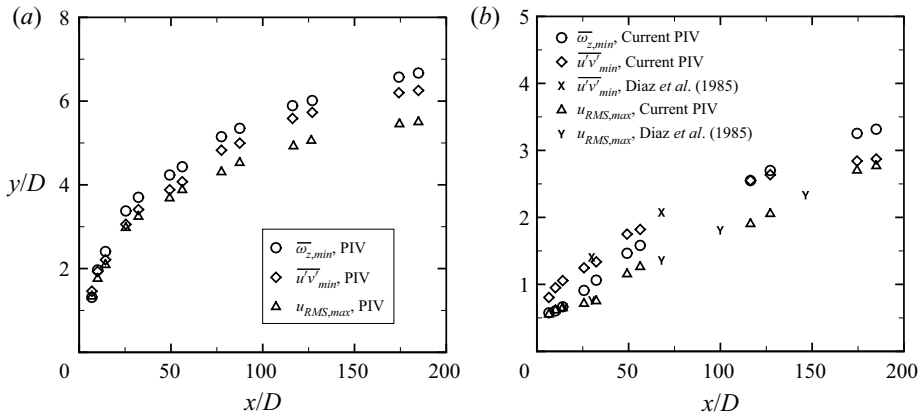 (a)
8
6
y/D
4
2
0
50
100
150
200
x/D
ω̅z,min, PIV
u′v′̅min, PIV
uRMS,max, PIV
(b)
5
4
3
2
1
0
50
100
150
200
x/D
ω̅z,min, Current PIV
u′v′̅min, Current PIV
u′v′̅min, Diaz et al. (1985)
uRMS,max, Current PIV
uRMS,max, Diaz et al. (1985)